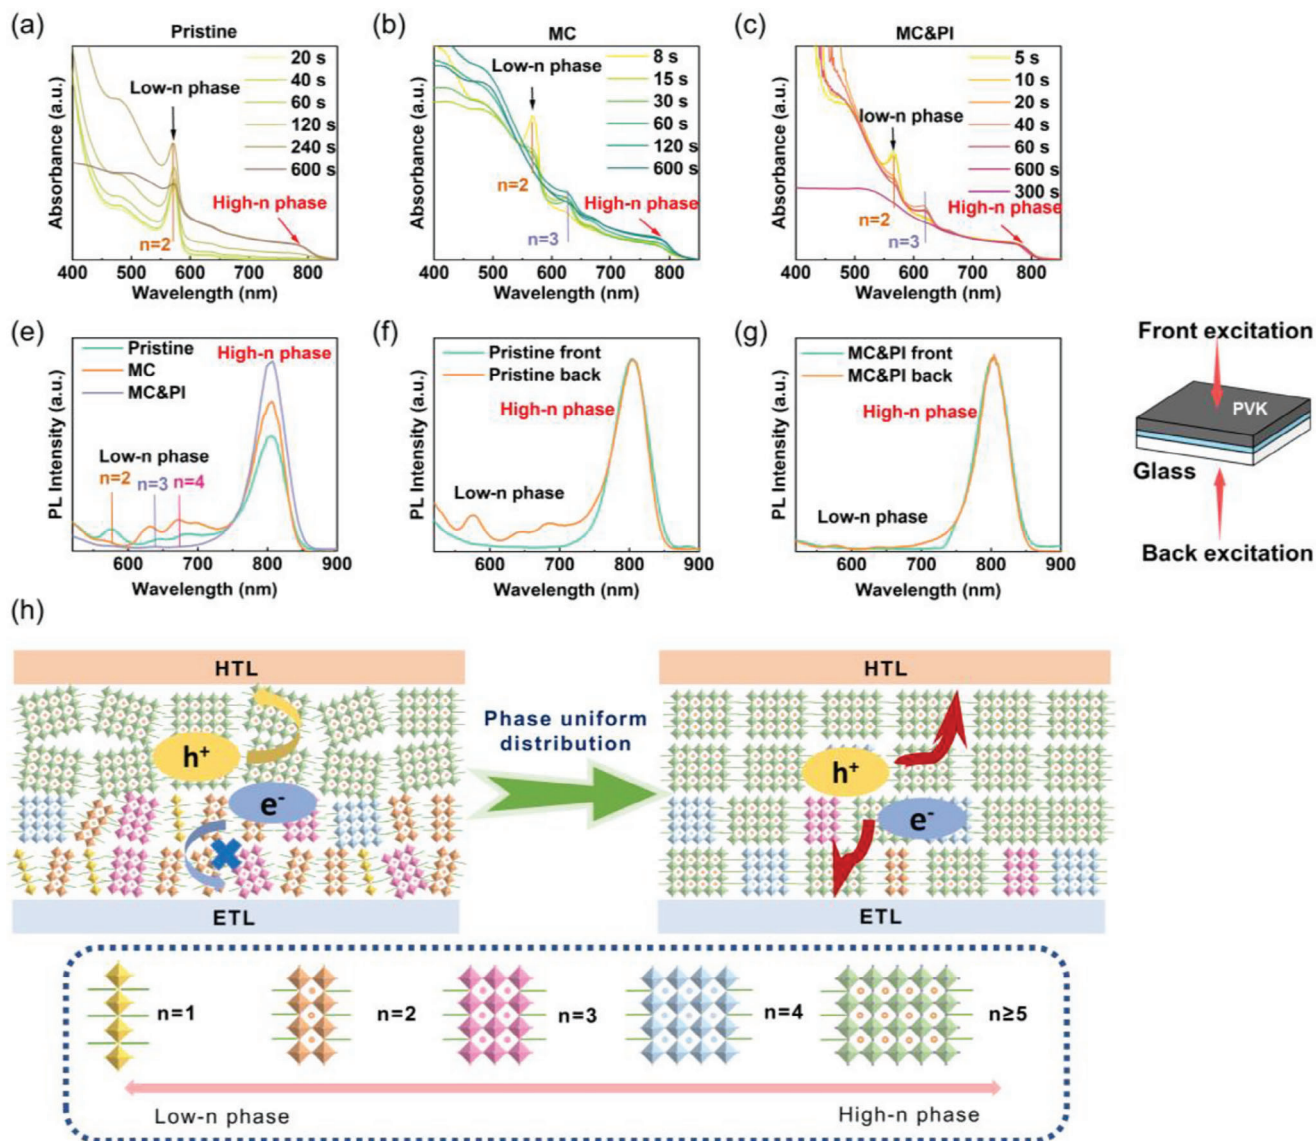 (a)
Pristine
Absorbance (a.u.)
20 s
40 s
60 s
120 s
240 s
600 s
Low-n phase
High-n phase
n=2
400 500 600 700 800
Wavelength (nm)
(b)
MC
Absorbance (a.u.)
8 s
15 s
30 s
60 s
120 s
600 s
Low-n phase
n=2
High-n phase
n=3
400 500 600 700 800
Wavelength (nm)
(c)
MC&PI
Absorbance (a.u.)
5 s
10 s
20 s
40 s
60 s
600 s
300 s
low-n phase
High-n phase
n=2
n=3
400 500 600 700 800
Wavelength (nm)
(e)
PL Intensity (a.u.)
Pristine
MC
MC&PI
High-n phase
Low-n phase
n=2
n=3
n=4
600 700 800 900
Wavelength (nm)
(f)
PL Intensity (a.u.)
Pristine front
Pristine back
High-n phase
Low-n phase
600 700 800 900
Wavelength (nm)
(g)
PL Intensity (a.u.)
MC&PI front
MC&PI back
High-n phase
Low-n phase
600 700 800 900
Wavelength (nm)
Front excitation
PVK
Glass
Back excitation
(h)
HTL
h+
e-
ETL
Phase uniform
distribution
HTL
h+
e-
ETL
n=1
n=2
n=3
n=4
n≥5
Low-n phase
High-n phase